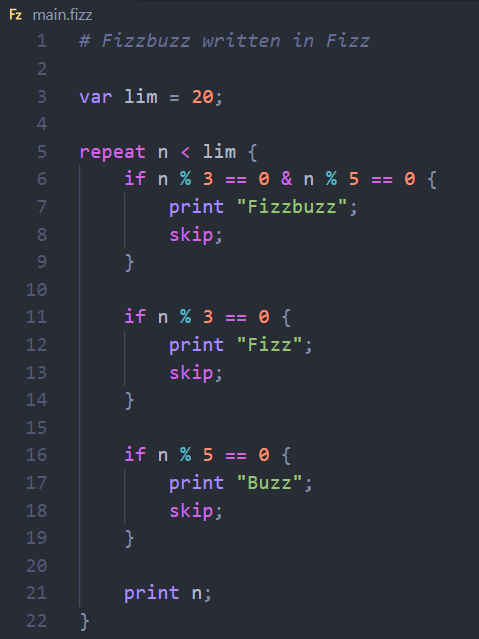 Fz main.fizz
1 # Fizzbuzz written in Fizz
2
3 var lim = 20;
4
5 repeat n < lim {
6     if n % 3 == 0 & n % 5 == 0 {
7         print "Fizzbuzz";
8         skip;
9     }
10
11     if n % 3 == 0 {
12         print "Fizz";
13         skip;
14     }
15
16     if n % 5 == 0 {
17         print "Buzz";
18         skip;
19     }
20
21     print n;
22 }